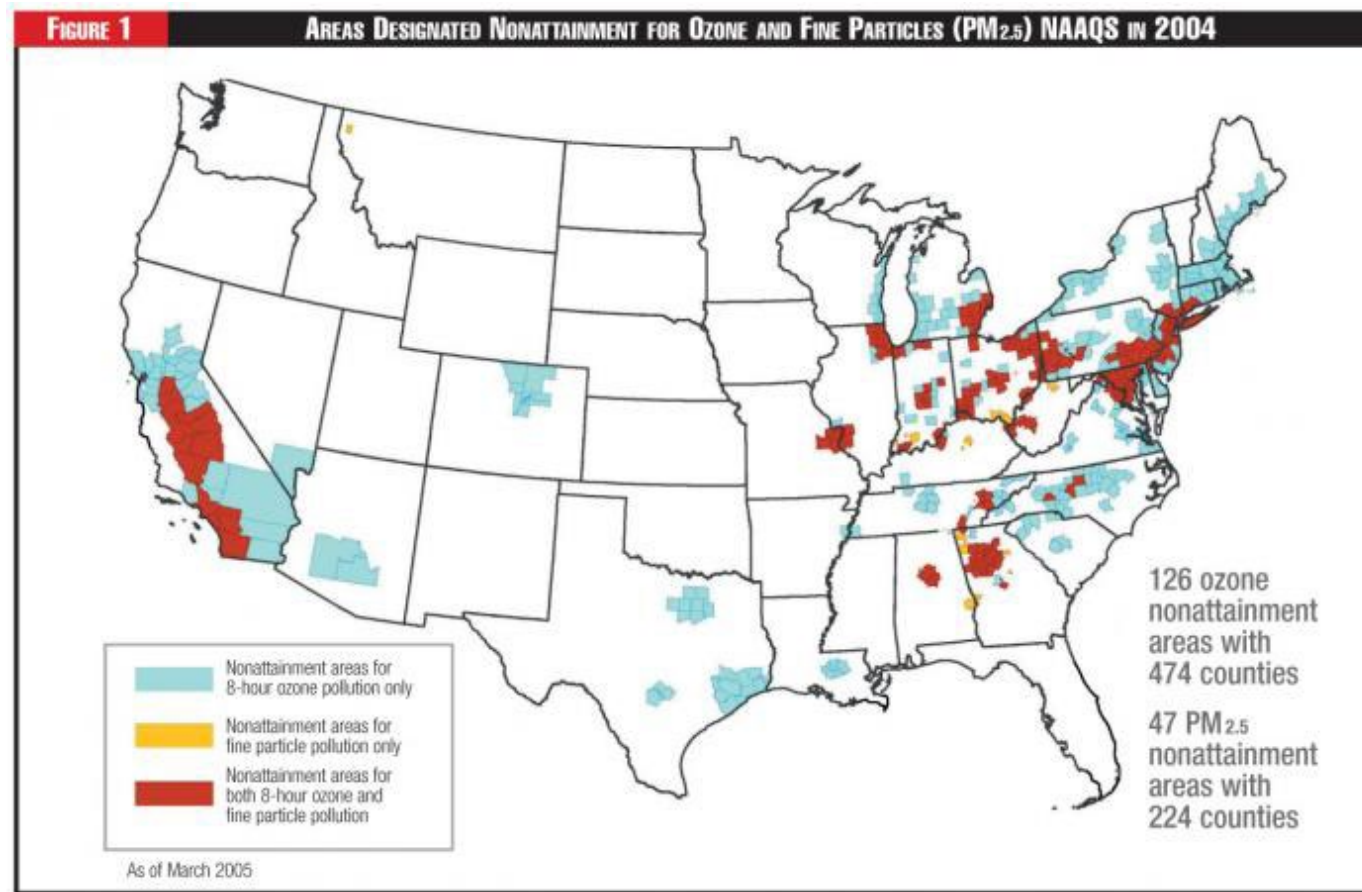 FIGURE 1
AREAS DESIGNATED NONATTAINMENT FOR OZONE AND FINE PARTICLES (PM2.5) NAAQS IN 2004
126 ozone
nonattainment
areas with
474 counties
47 PM2.5
nonattainment
areas with
224 counties
Nonattainment areas for
8-hour ozone pollution only
Nonattainment areas for
fine particle pollution only
Nonattainment areas for
both 8-hour ozone and
fine particle pollution
As of March 2005